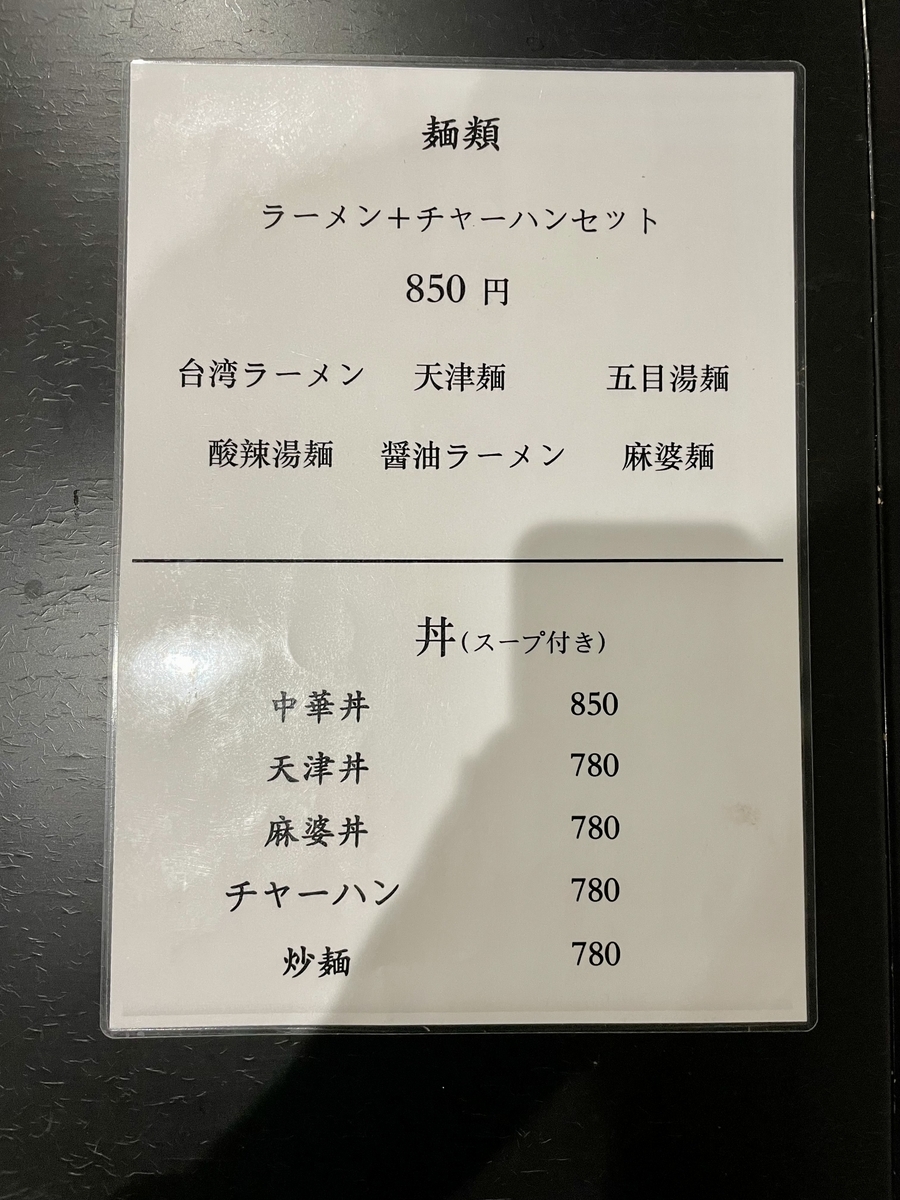 麺類
ラーメン＋チャーハンセット
850 円
台湾ラーメン 天津麺 五目湯麺
酸辣湯麺 醤油ラーメン 麻婆麺
丼(スープ付き)
中華丼 850
天津丼 780
麻婆丼 780
チャーハン 780
炒麺 780